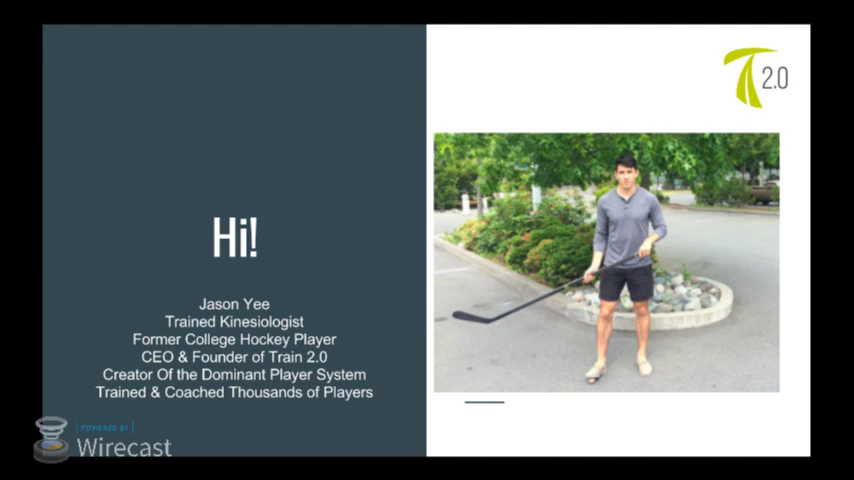 2.0
Hi!
Jason Yee
Trained Kinesiologist
Former College Hockey Player
CEO & Founder of Train 2.0
Creator Of the Dominant Player System
Trained & Coached Thousands of Players
POWERED BY
Wirecast